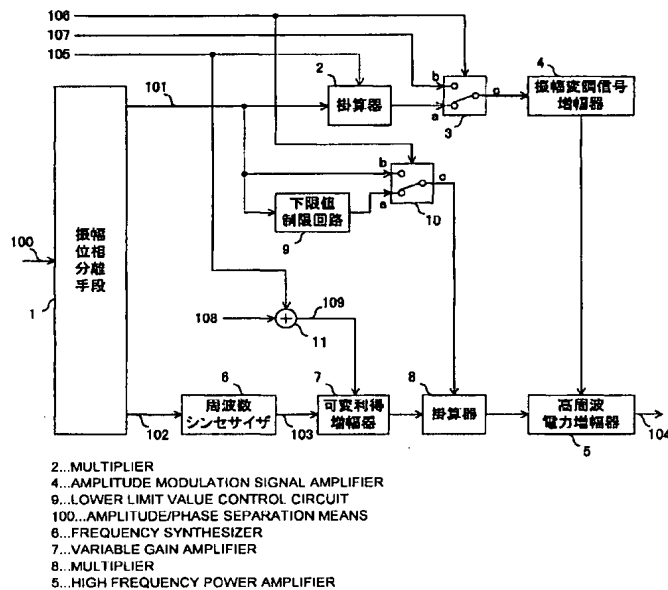 106
107
105
101
2
掛算器
b
a
c
3
4
振幅変調信号
増幅器
100
1
振幅
位相
分離
手段
b
a
c
10
下限値
制限回路
9
108
109
11
6
周波数
シンセサイザ
102
103
7
可変利得
増幅器
8
掛算器
高周波
電力増幅器
5
104
2...MULTIPLIER
4...AMPLITUDE MODULATION SIGNAL AMPLIFIER
9...LOWER LIMIT VALUE CONTROL CIRCUIT
100...AMPLITUDE/PHASE SEPARATION MEANS
6...FREQUENCY SYNTHESIZER
7...VARIABLE GAIN AMPLIFIER
8...MULTIPLIER
5...HIGH FREQUENCY POWER AMPLIFIER